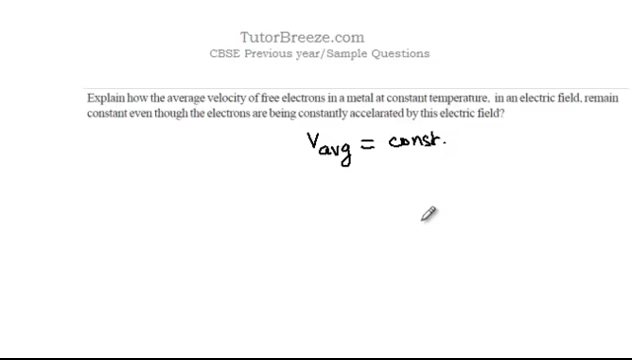 TutorBreeze.com
CBSE Previous year/Sample Questions
Explain how the average velocity of free electrons in a metal at constant temperature, in an electric field, remain
constant even though the electrons are being constantly accelarated by this electric field?
Vavg = const.